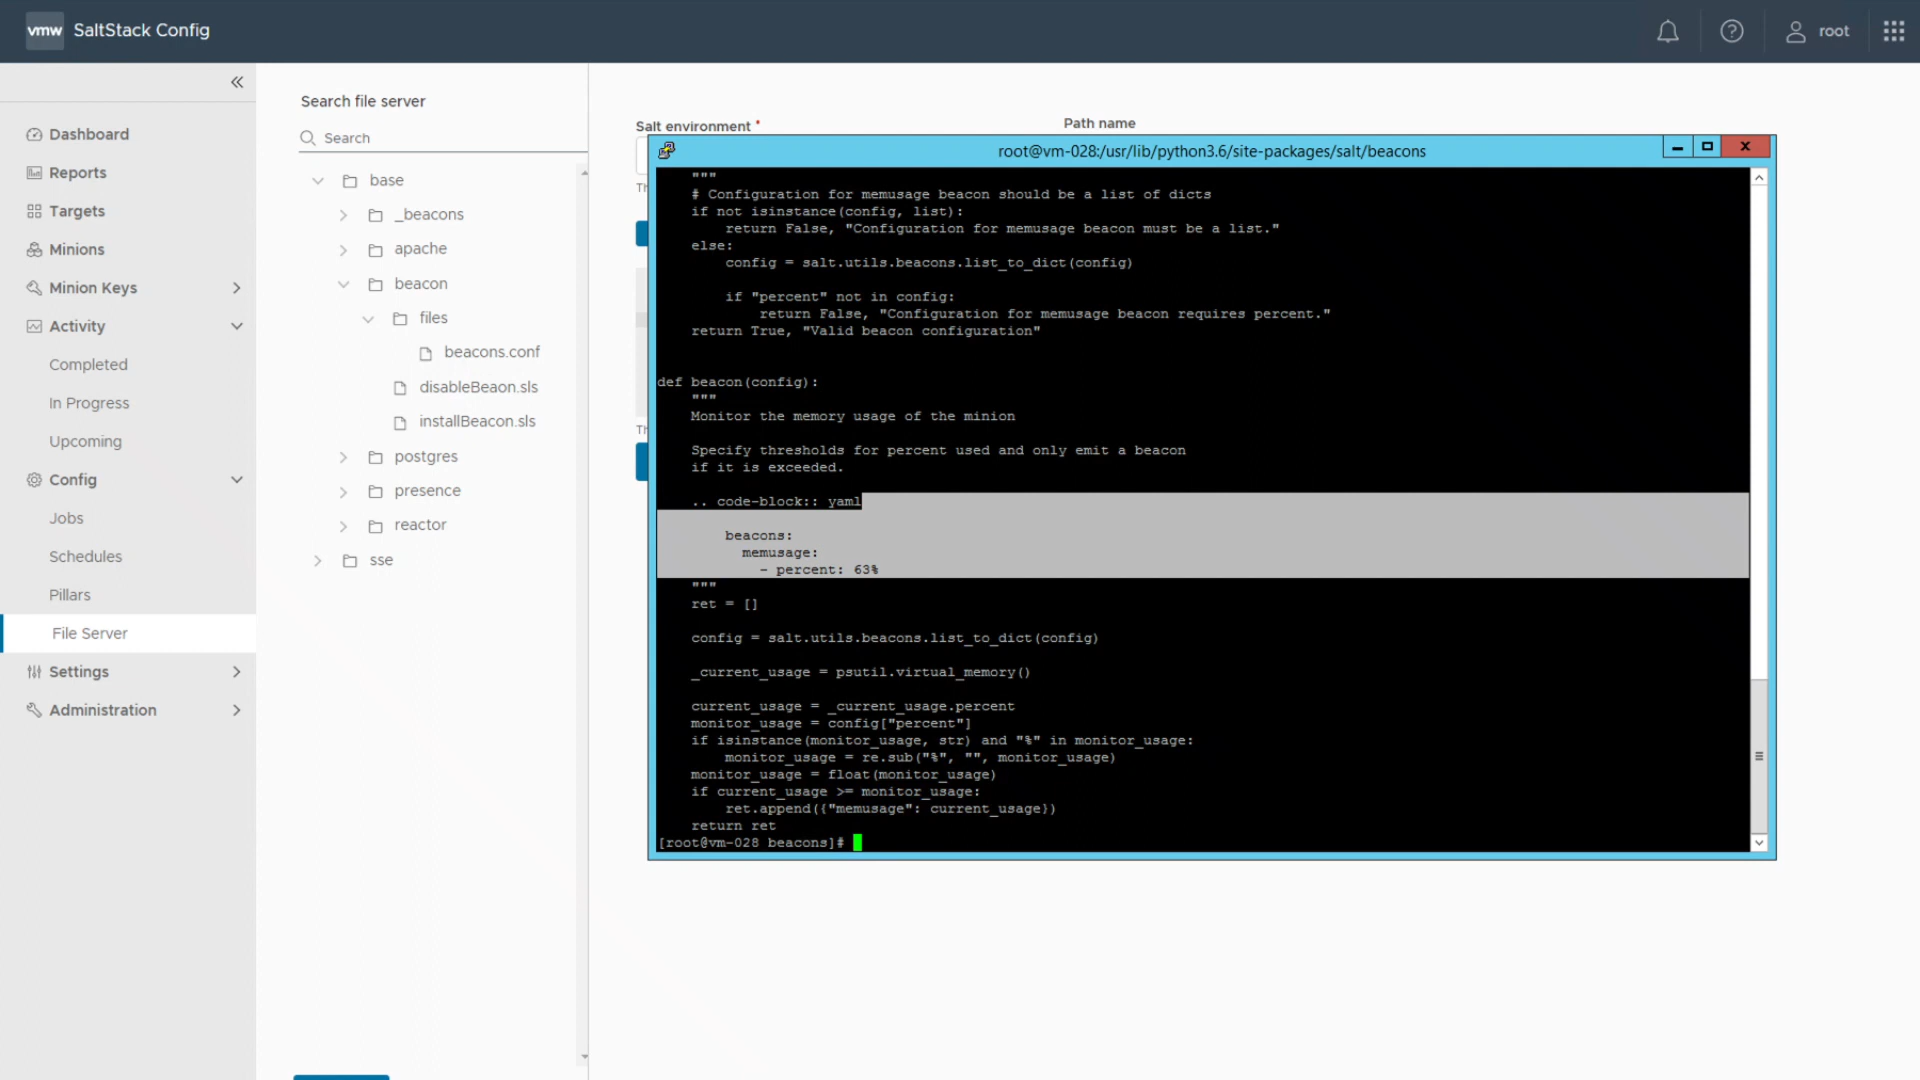 vmw SaltStack Config
root
Dashboard
Reports
Targets
Minions
Minion Keys
Activity
Completed
In Progress
Upcoming
Config
Jobs
Schedules
Pillars
File Server
Settings
Administration
Search file server
Search
base
_beacons
apache
beacon
files
beacons.conf
disableBeaon.sls
installBeacon.sls
postgres
presence
reactor
sse
Salt environment *
Path name
root@vm-028:/usr/lib/python3.6/site-packages/salt/beacons
"""
# Configuration for memusage beacon should be a list of dicts
if not isinstance(config, list):
return False, "Configuration for memusage beacon must be a list."
else:
config = salt.utils.beacons.list_to_dict(config)
if "percent" not in config:
return False, "Configuration for memusage beacon requires percent."
return True, "Valid beacon configuration"
def beacon(config):
"""
Monitor the memory usage of the minion
Specify thresholds for percent used and only emit a beacon
if it is exceeded.
.. code-block:: yaml
beacons:
memusage:
- percent: 63%
"""
ret = []
config = salt.utils.beacons.list_to_dict(config)
_current_usage = psutil.virtual_memory()
current_usage = _current_usage.percent
monitor_usage = config["percent"]
if isinstance(monitor_usage, str) and "%" in monitor_usage:
monitor_usage = re.sub("%", "", monitor_usage)
monitor_usage = float(monitor_usage)
if current_usage >= monitor_usage:
ret.append({"memusage": current_usage})
return ret
[root@vm-028 beacons]#